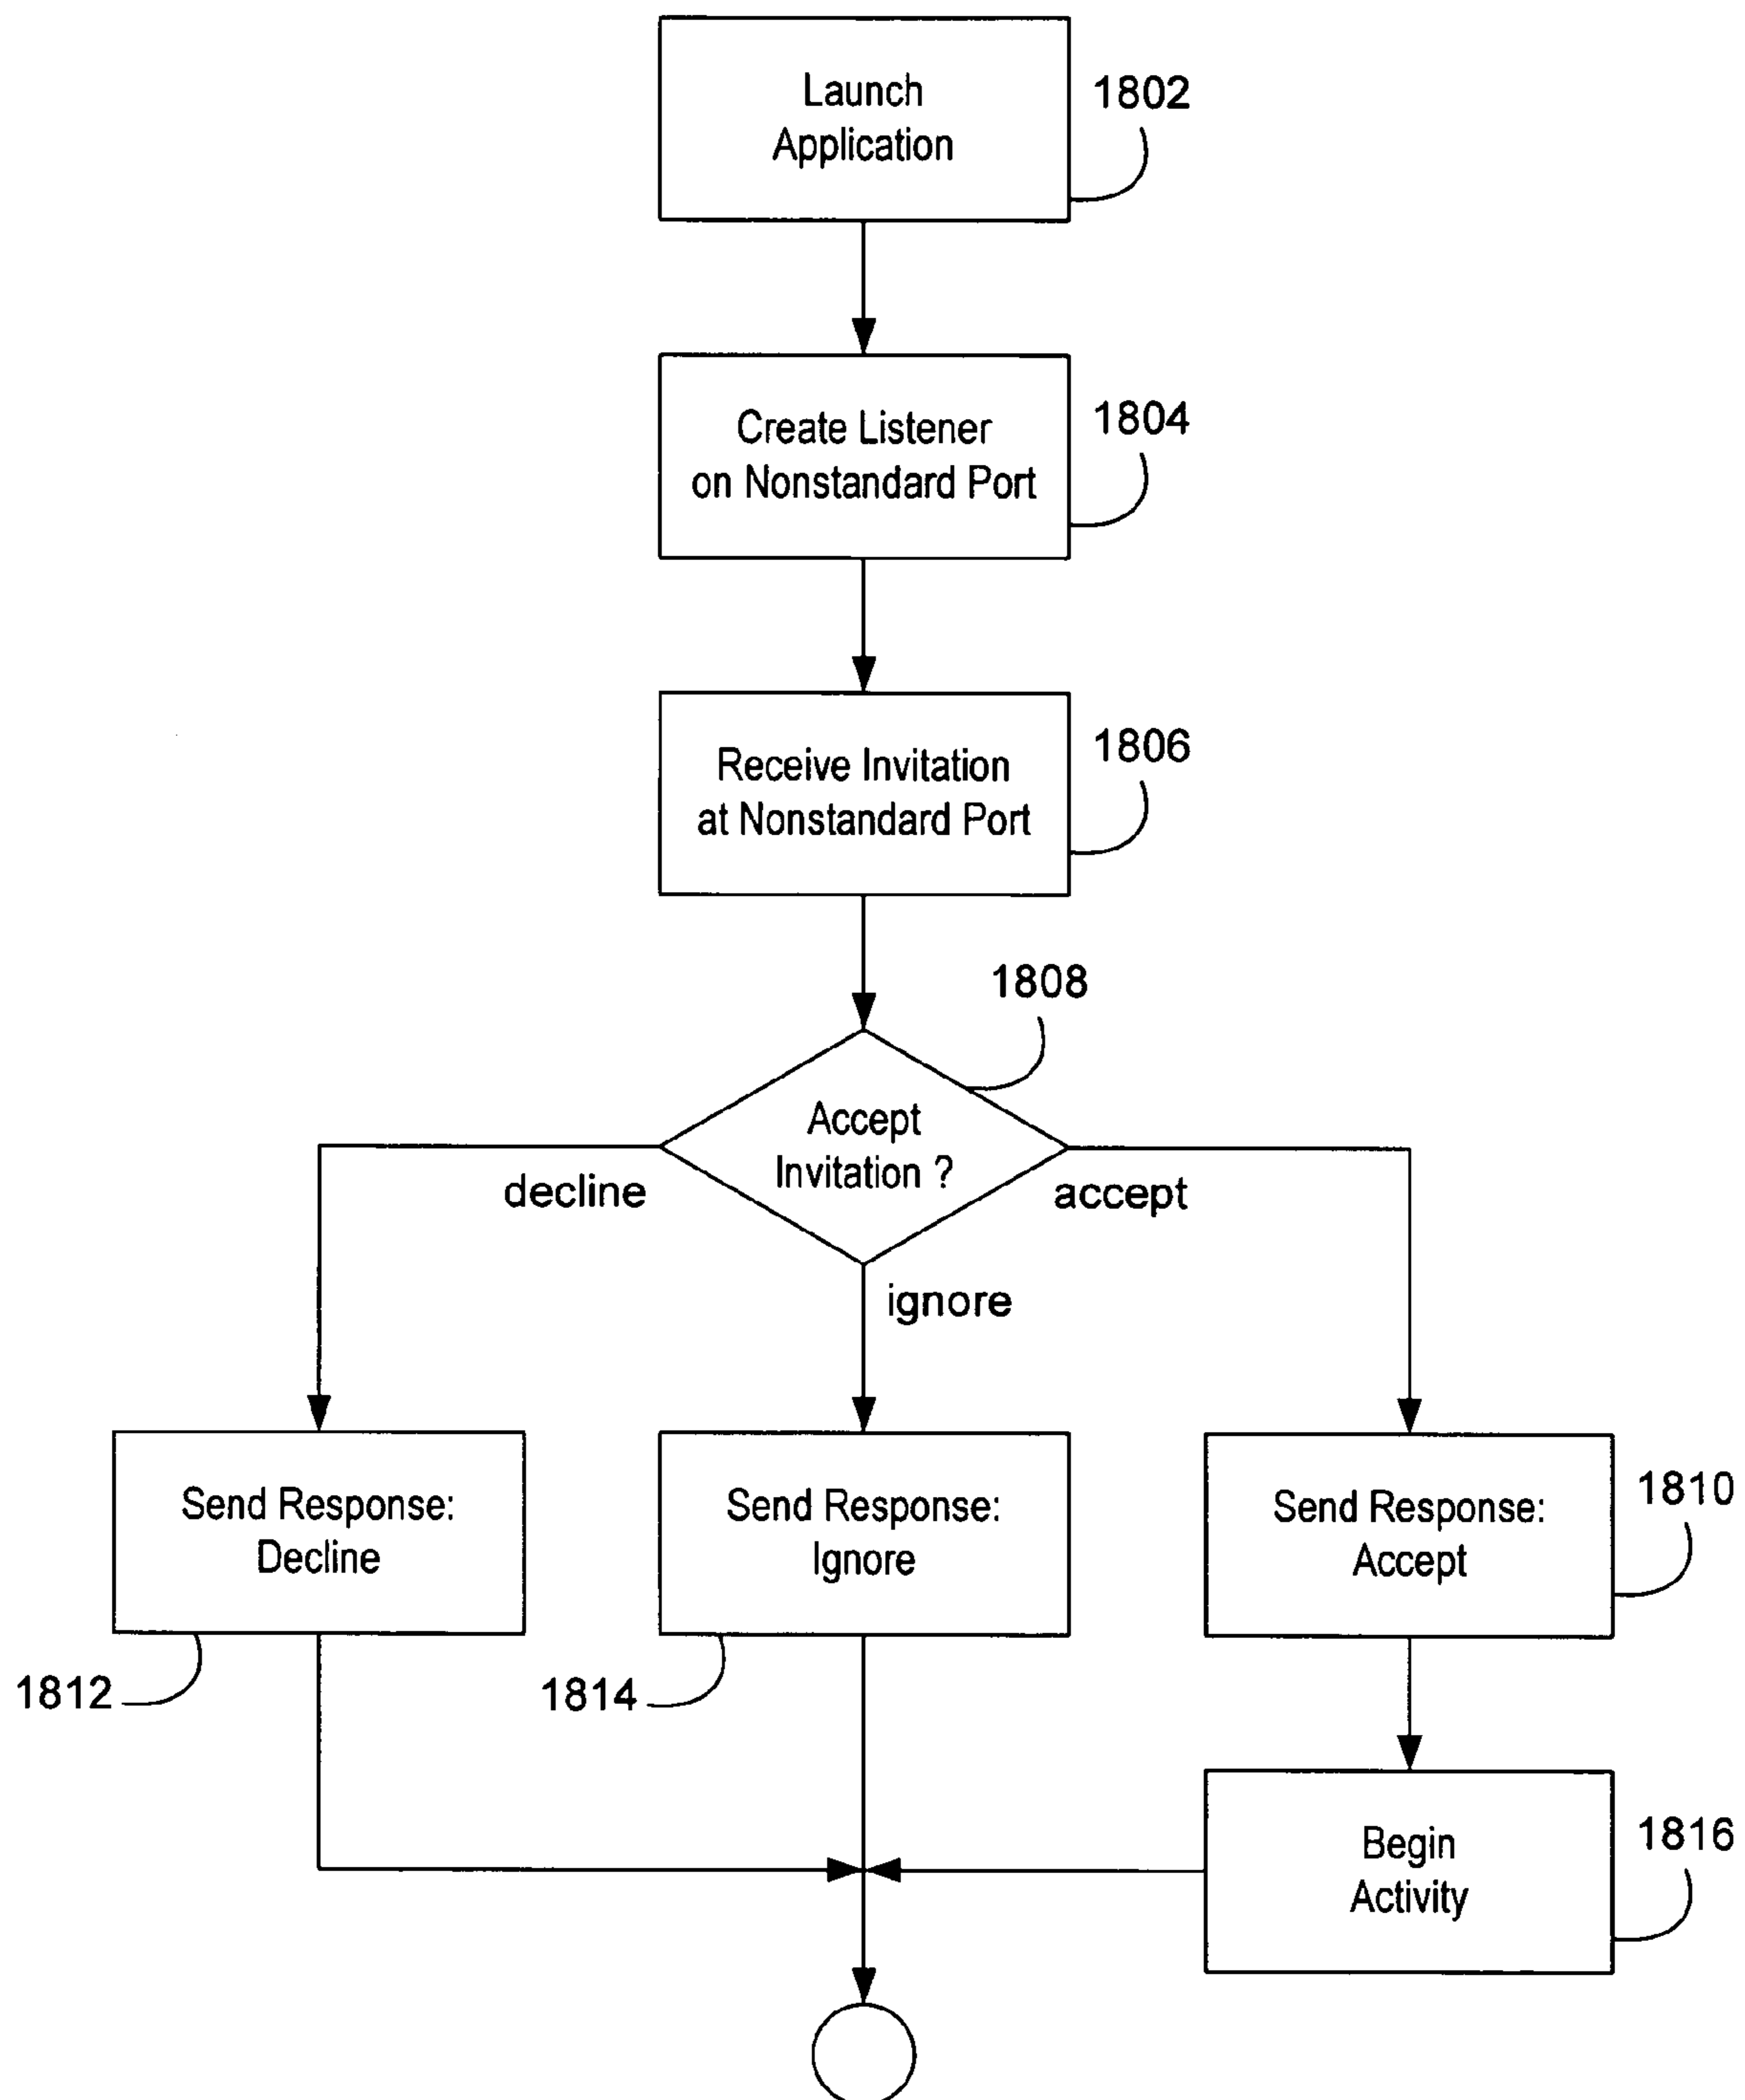 Launch
Application
1802
Create Listener
on Nonstandard Port
1804
Receive Invitation
at Nonstandard Port
1806
1808
Accept
Invitation ?
decline
accept
ignore
Send Response:
Decline
1812
Send Response:
Ignore
1814
Send Response:
Accept
1810
Begin
Activity
1816